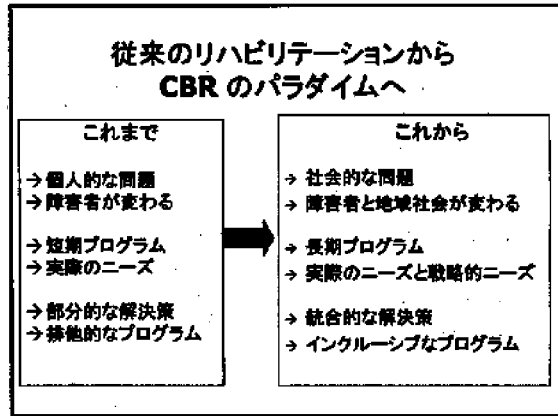 従来のリハビリテーションから
CBR のパラダイムへ
これまで
→ 個人的な問題
→ 障害者が変わる
→ 短期プログラム
→ 実際のニーズ
→ 部分的な解決策
→ 排他的なプログラム
これから
→ 社会的な問題
→ 障害者と地域社会が変わる
→ 長期プログラム
→ 実際のニーズと戦略的ニーズ
→ 統合的な解決策
→ インクルーシブなプログラム